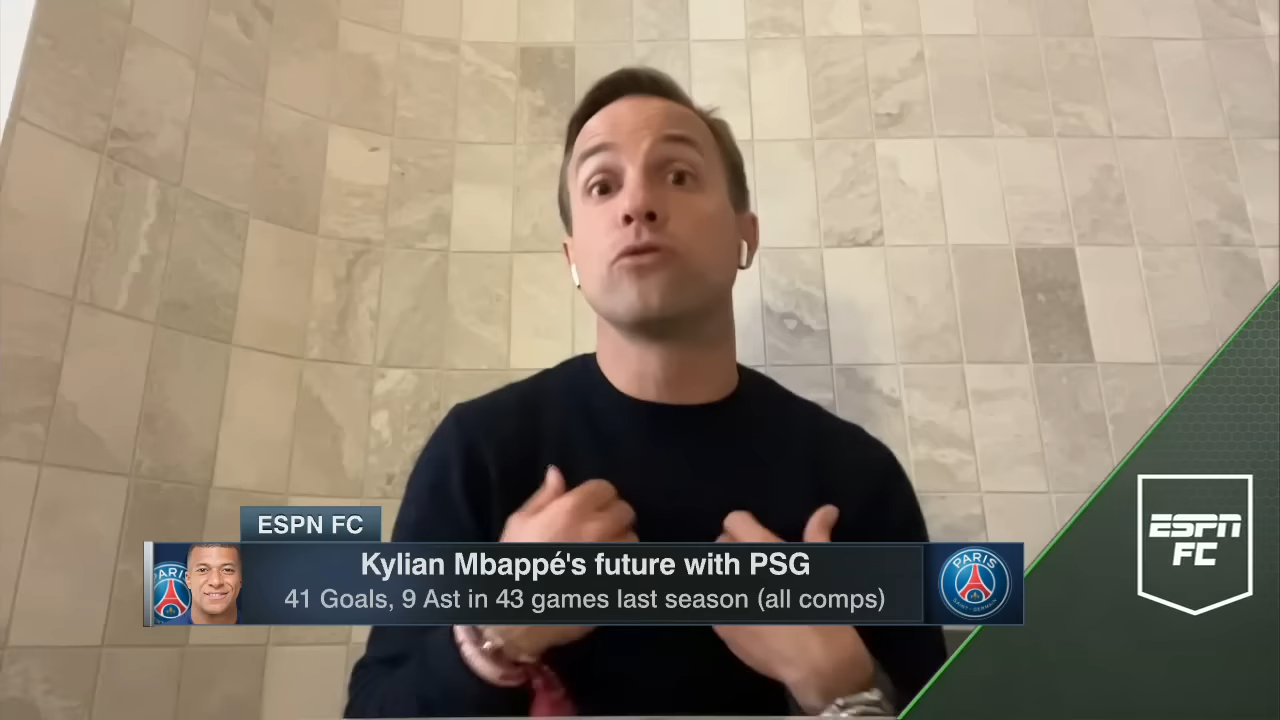 ESPN FC
Kylian Mbappé's future with PSG
41 Goals, 9 Ast in 43 games last season (all comps)
PARI
PARIS
SAINT-GERMAIN
ESPN
FC